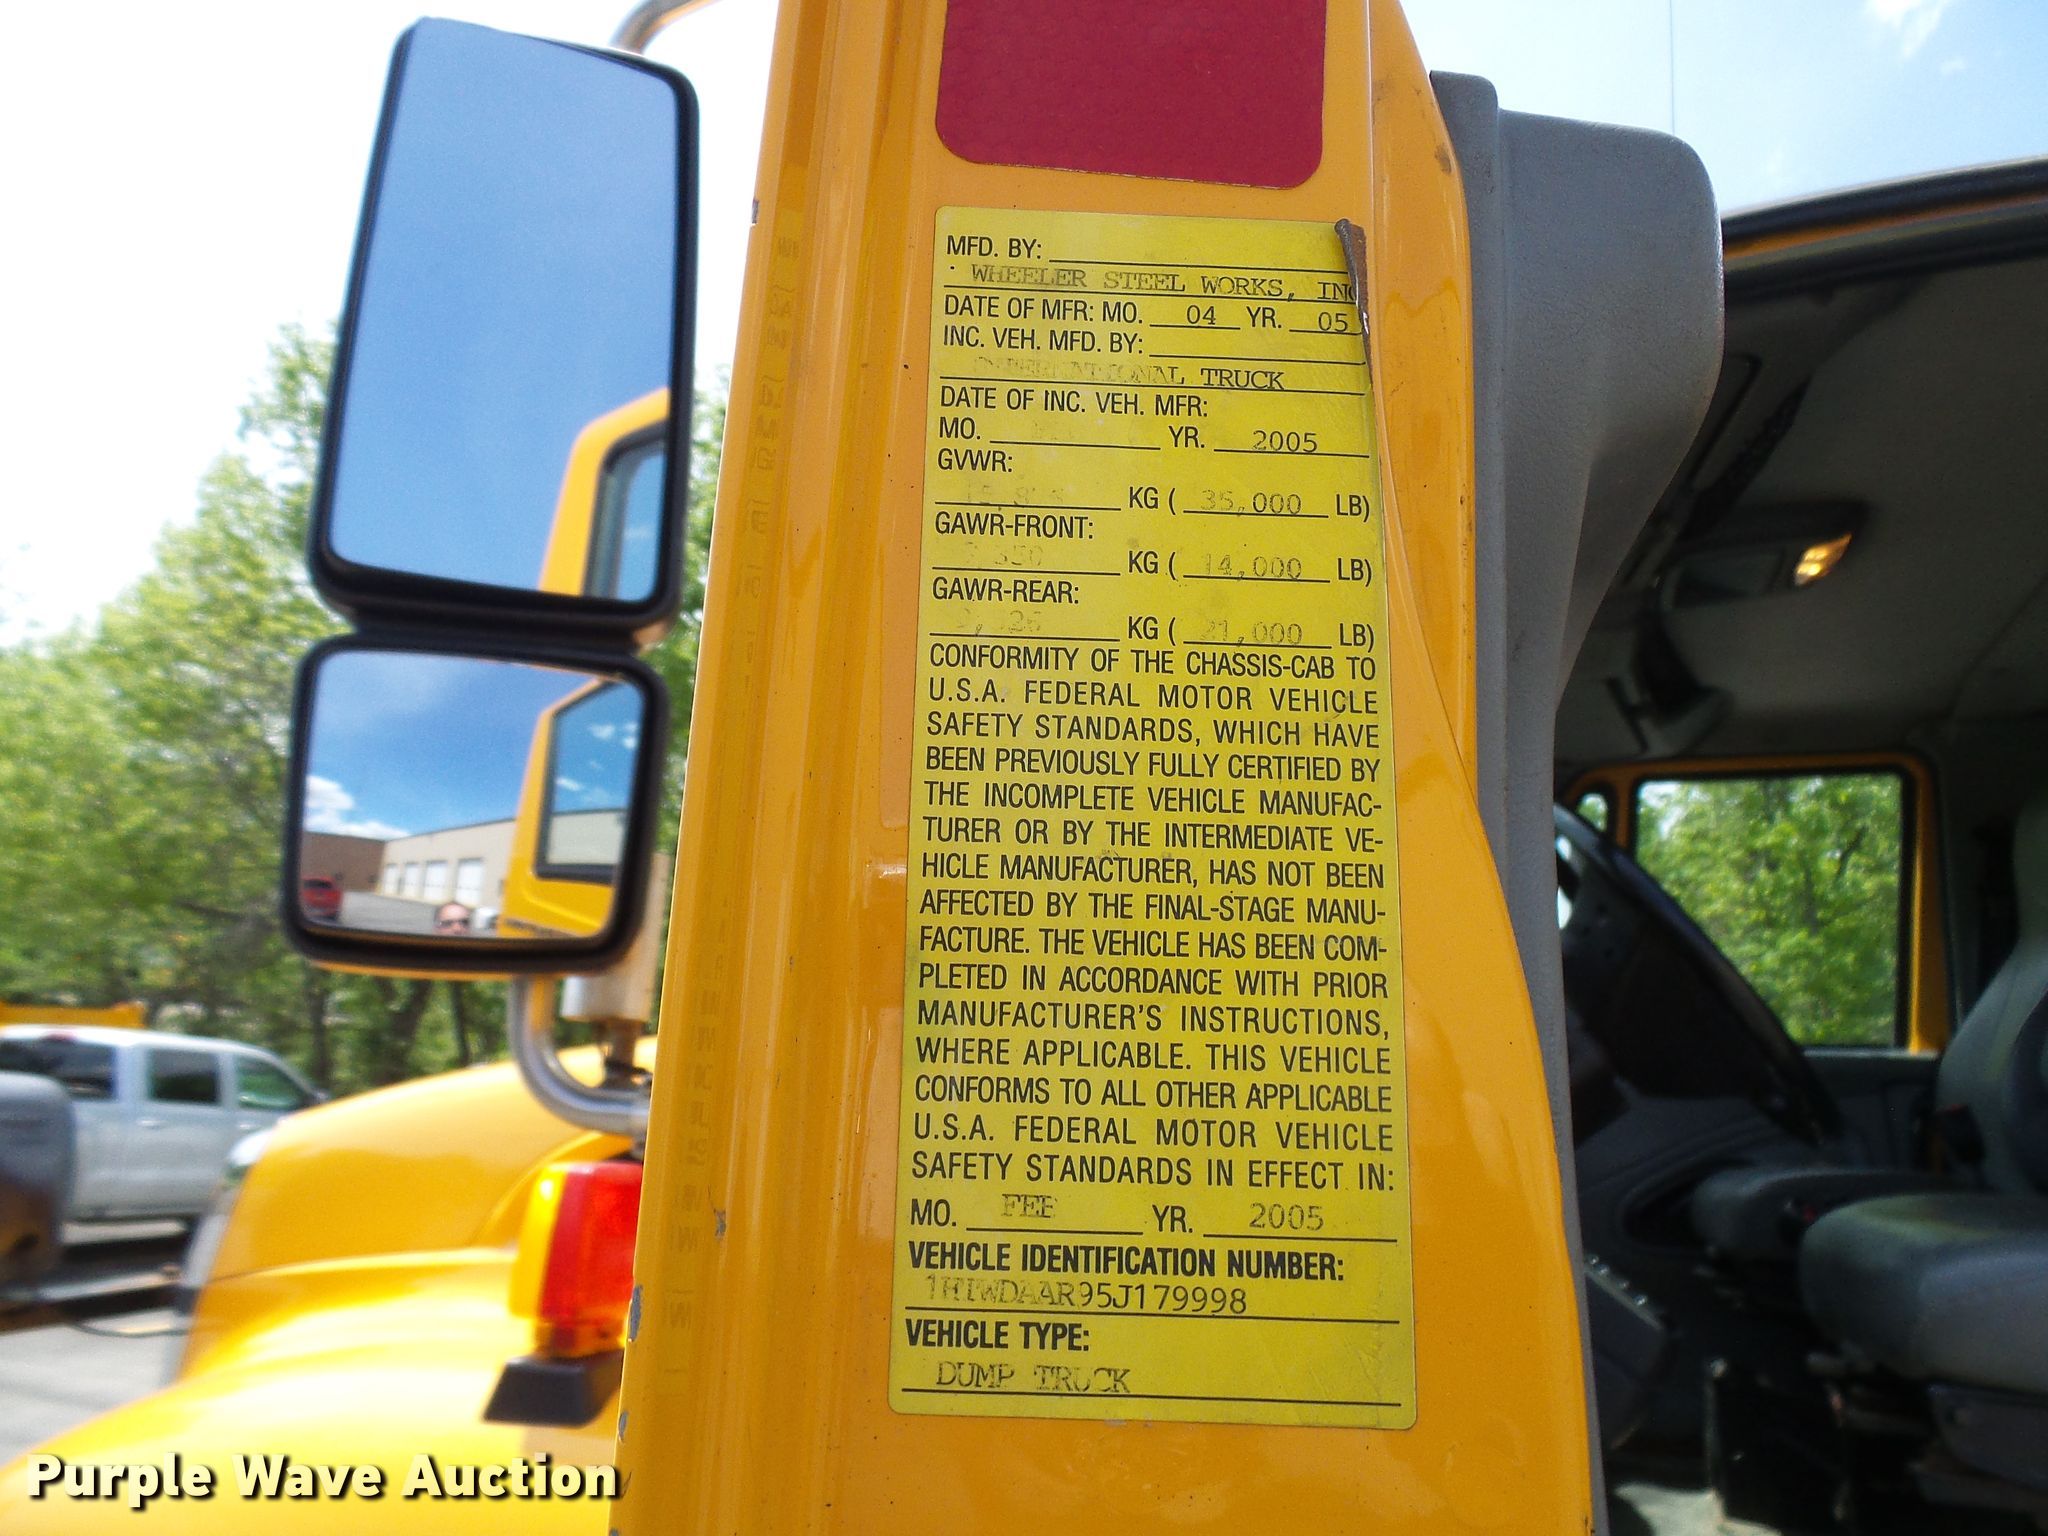 MFD. BY:
WHEELER STEEL WORKS, INC
DATE OF MFR: MO. 04 YR. 05
INC. VEH. MFD. BY:
INTERNATIONAL TRUCK
DATE OF INC. VEH. MFR:
MO. YR. 2005
GVWR:
KG ( 35,000 LB)
GAWR-FRONT:
KG ( 14,000 LB)
GAWR-REAR:
KG ( 21,000 LB)
CONFORMITY OF THE CHASSIS-CAB TO
U.S.A. FEDERAL MOTOR VEHICLE
SAFETY STANDARDS, WHICH HAVE
BEEN PREVIOUSLY FULLY CERTIFIED BY
THE INCOMPLETE VEHICLE MANUFAC-
TURER OR BY THE INTERMEDIATE VE-
HICLE MANUFACTURER, HAS NOT BEEN
AFFECTED BY THE FINAL-STAGE MANU-
FACTURE. THE VEHICLE HAS BEEN COM-
PLETED IN ACCORDANCE WITH PRIOR
MANUFACTURER'S INSTRUCTIONS,
WHERE APPLICABLE. THIS VEHICLE
CONFORMS TO ALL OTHER APPLICABLE
U.S.A. FEDERAL MOTOR VEHICLE
SAFETY STANDARDS IN EFFECT IN:
MO. FEB YR. 2005
VEHICLE IDENTIFICATION NUMBER:
1HTWDAAR95J179998
VEHICLE TYPE:
DUMP TRUCK
Purple Wave Auction